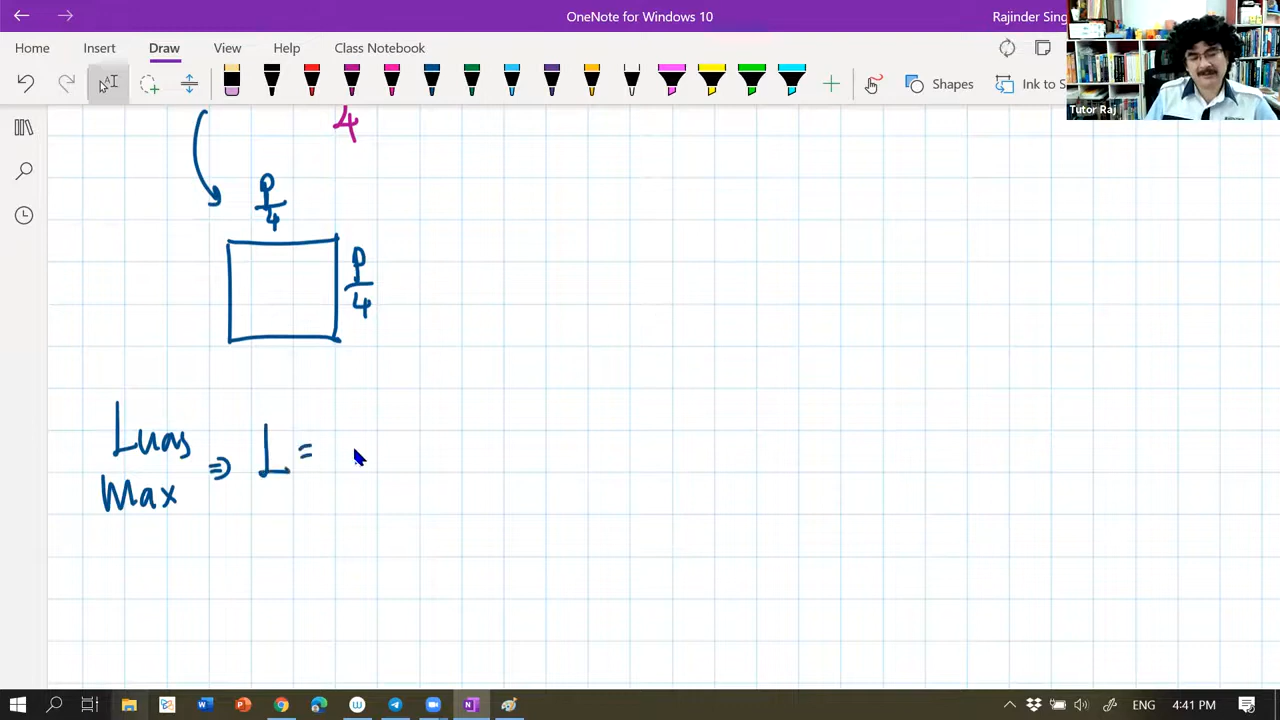 OneNote for Windows 10
Rajinder Sing
Home Insert Draw View Help Class Notebook
Shapes
Ink to S
Tutor Raj
4
P/4
P/4
Luas Max ⇒ L =
ENG
4:41 PM